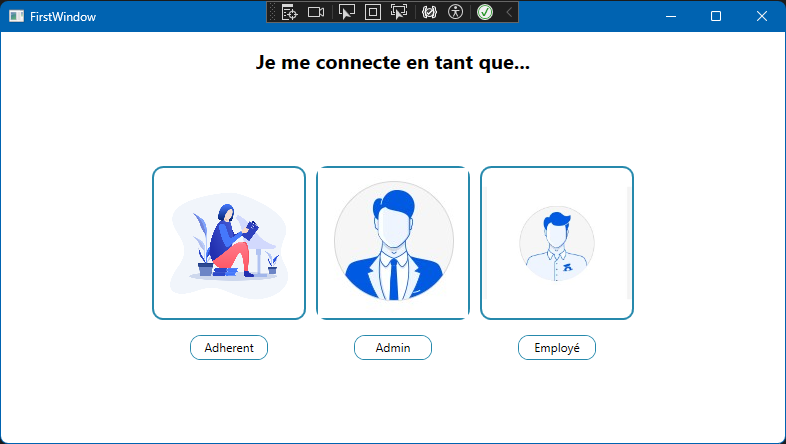 FirstWindow
Je me connecte en tant que...
Adherent
Admin
Employé